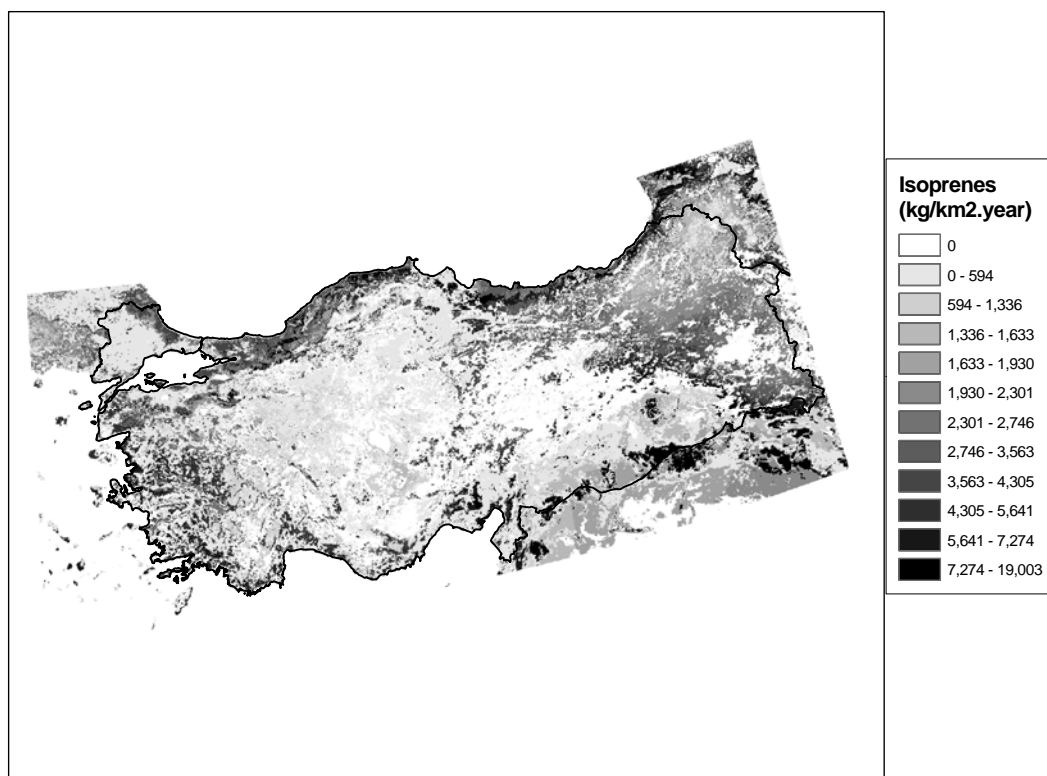 Isoprenes
(kg/km2.year)
0
0 - 594
594 - 1,336
1,336 - 1,633
1,633 - 1,930
1,930 - 2,301
2,301 - 2,746
2,746 - 3,563
3,563 - 4,305
4,305 - 5,641
5,641 - 7,274
7,274 - 19,003